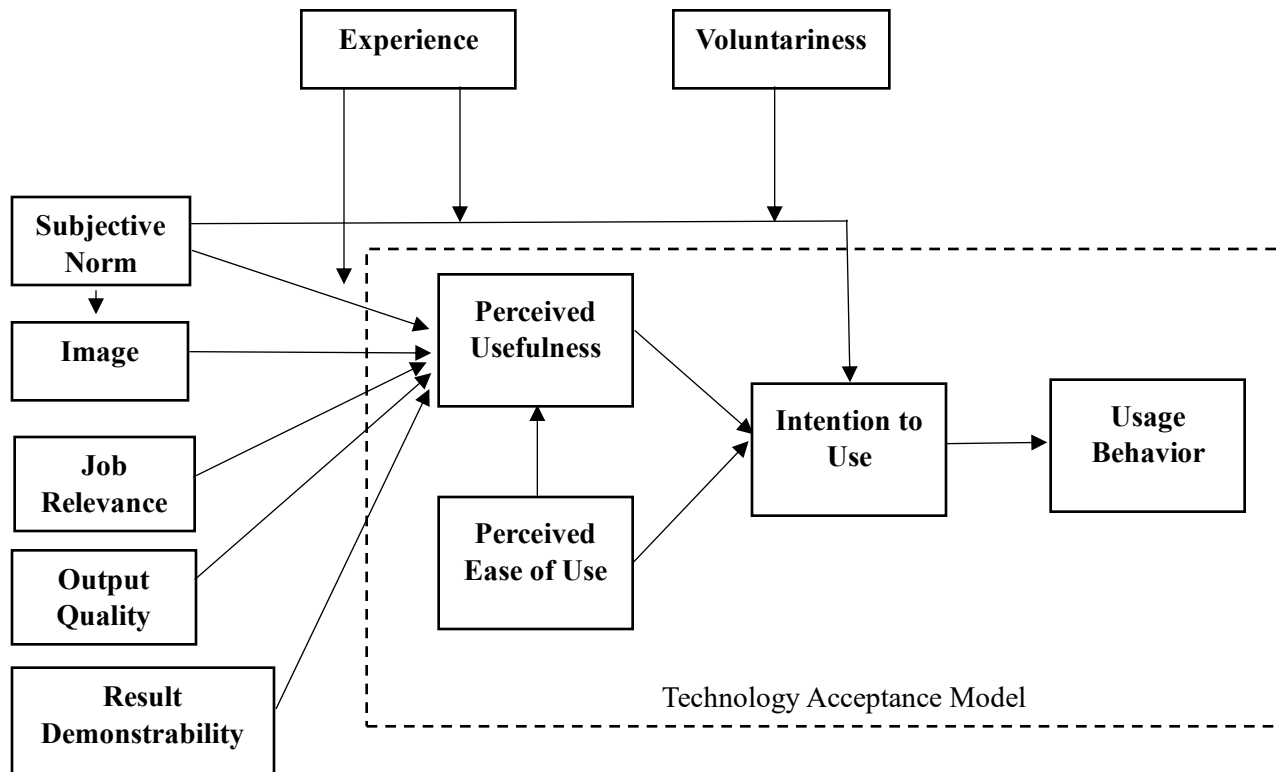 Experience
Voluntariness
Subjective
Norm
Image
Perceived
Usefulness
Intention to
Use
Usage
Behavior
Job
Relevance
Perceived
Ease of Use
Output
Quality
Result
Demonstrability
Technology Acceptance Model